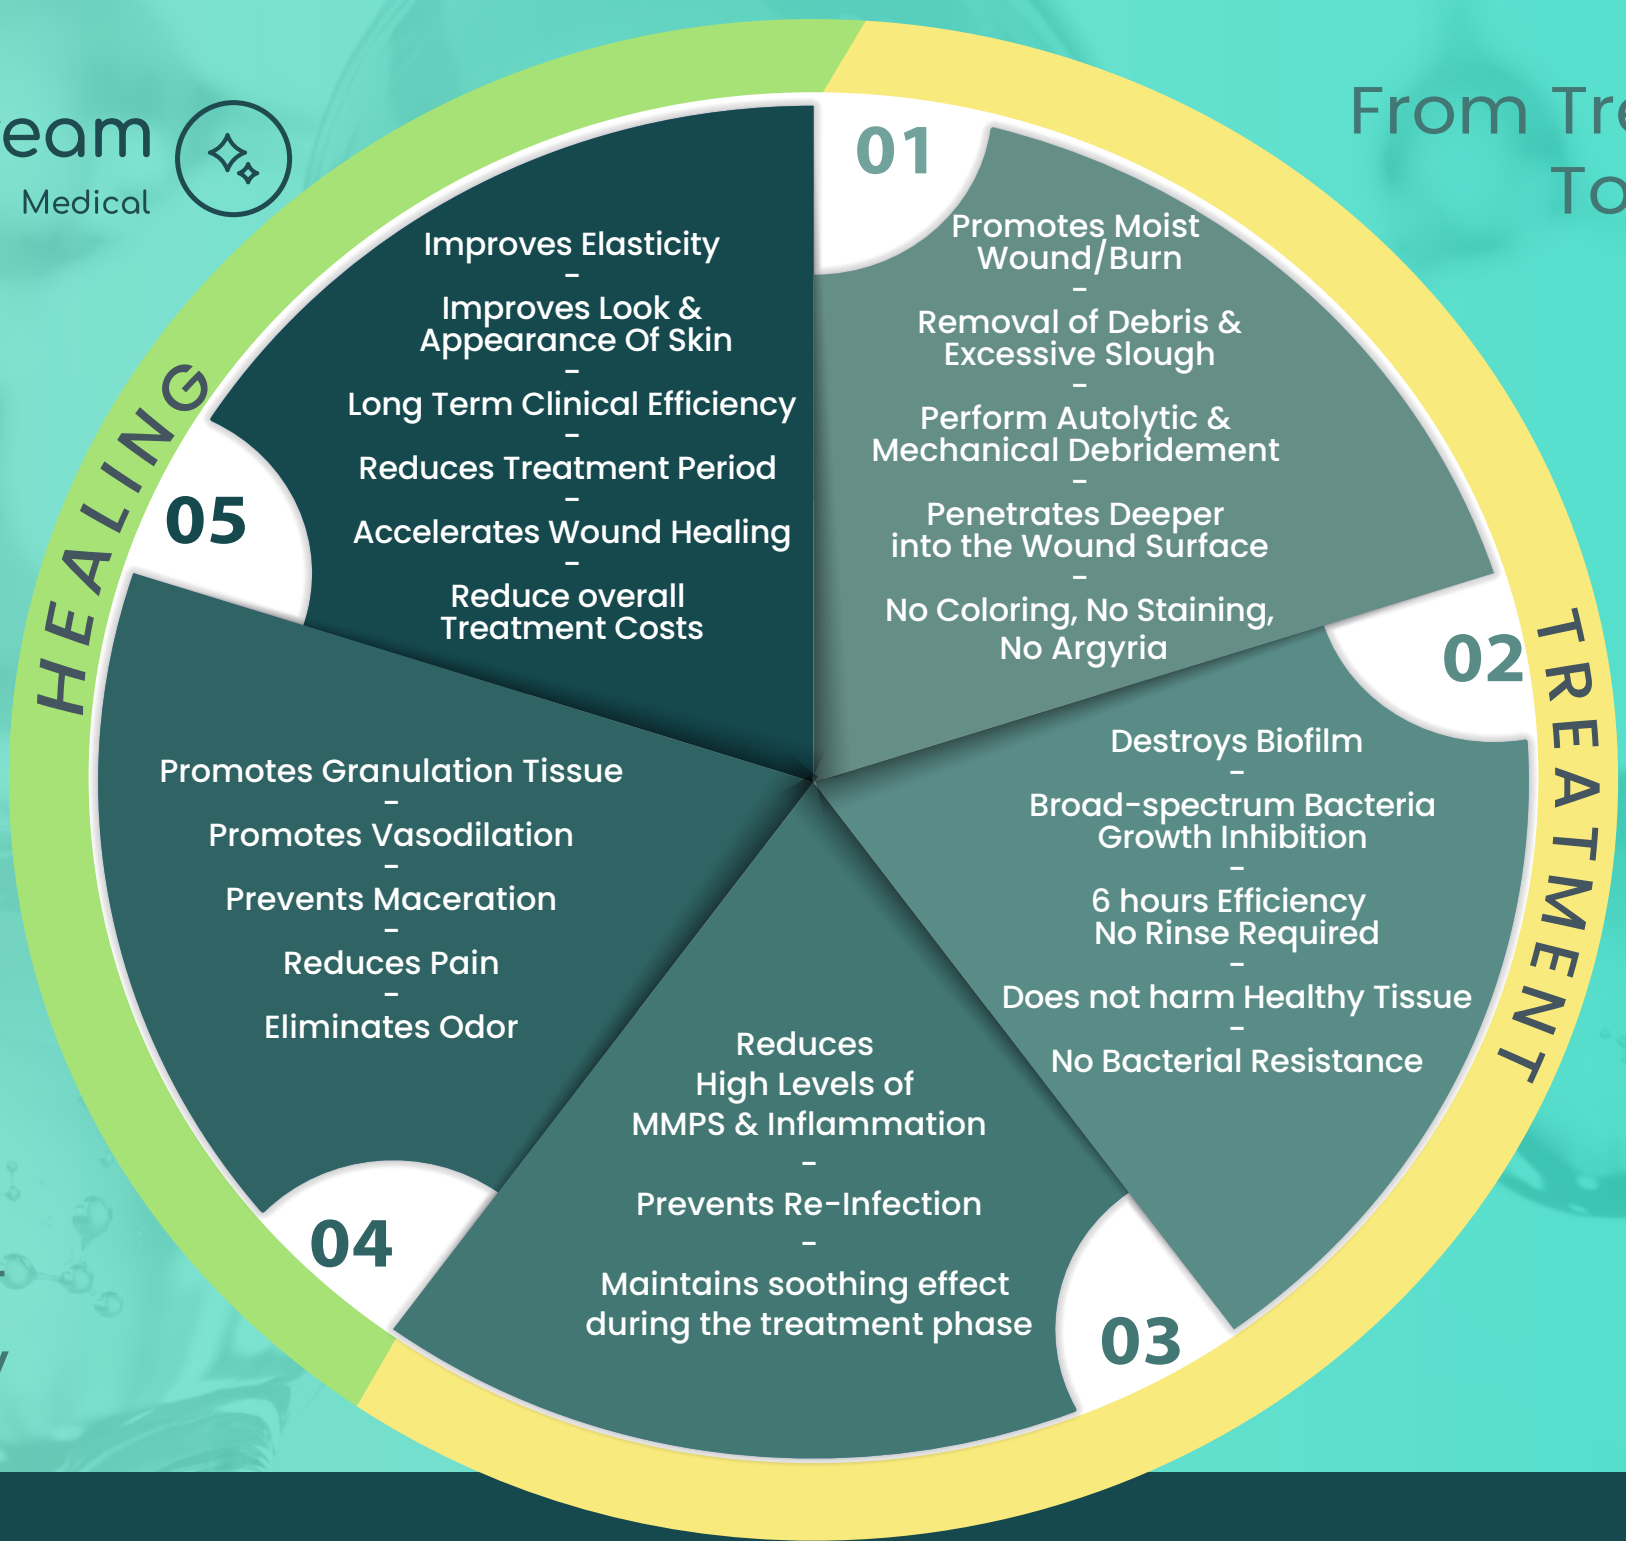 Medical
From
01
Promotes Moist
Wound/Burn
-
Removal of Debris &
Excessive Slough
-
Perform Autolytic &
Mechanical Debridement
-
Penetrates Deeper
into the Wound Surface
-
No Coloring, No Staining,
No Argyria
02
Destroys Biofilm
-
Broad-spectrum Bacteria
Growth Inhibition
-
6 hours Efficiency
No Rinse Required
-
Does not harm Healthy Tissue
-
No Bacterial Resistance
03
Reduces
High Levels of
MMPS & Inflammation
-
Prevents Re-Infection
-
Maintains soothing effect
during the treatment phase
04
Promotes Granulation Tissue
-
Promotes Vasodilation
-
Prevents Maceration
-
Reduces Pain
-
Eliminates Odor
05
Improves Elasticity
-
Improves Look &
Appearance Of Skin
-
Long Term Clinical Efficiency
-
Reduces Treatment Period
-
Accelerates Wound Healing
-
Reduce overall
Treatment Costs
HEALING
TREATMENT